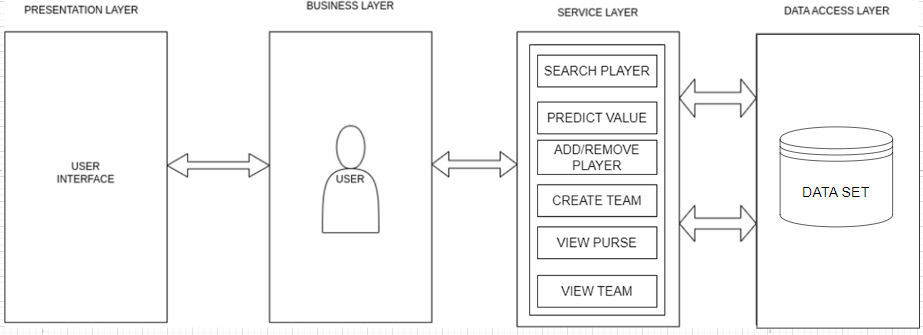 PRESENTATION LAYER
BUSINESS LAYER
SERVICE LAYER
DATA ACCESS LAYER
USER
INTERFACE
USER
SEARCH PLAYER
PREDICT VALUE
ADD/REMOVE
PLAYER
CREATE TEAM
VIEW PURSE
VIEW TEAM
DATA SET